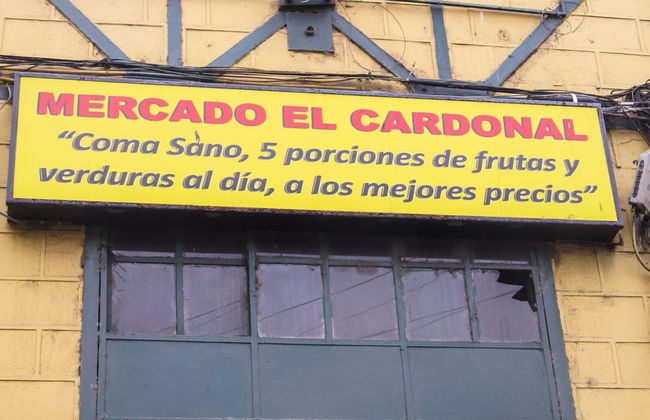 MERCADO EL CARDONAL
“Coma Sano, 5 porciones de frutas y
verduras al día, a los mejores precios”